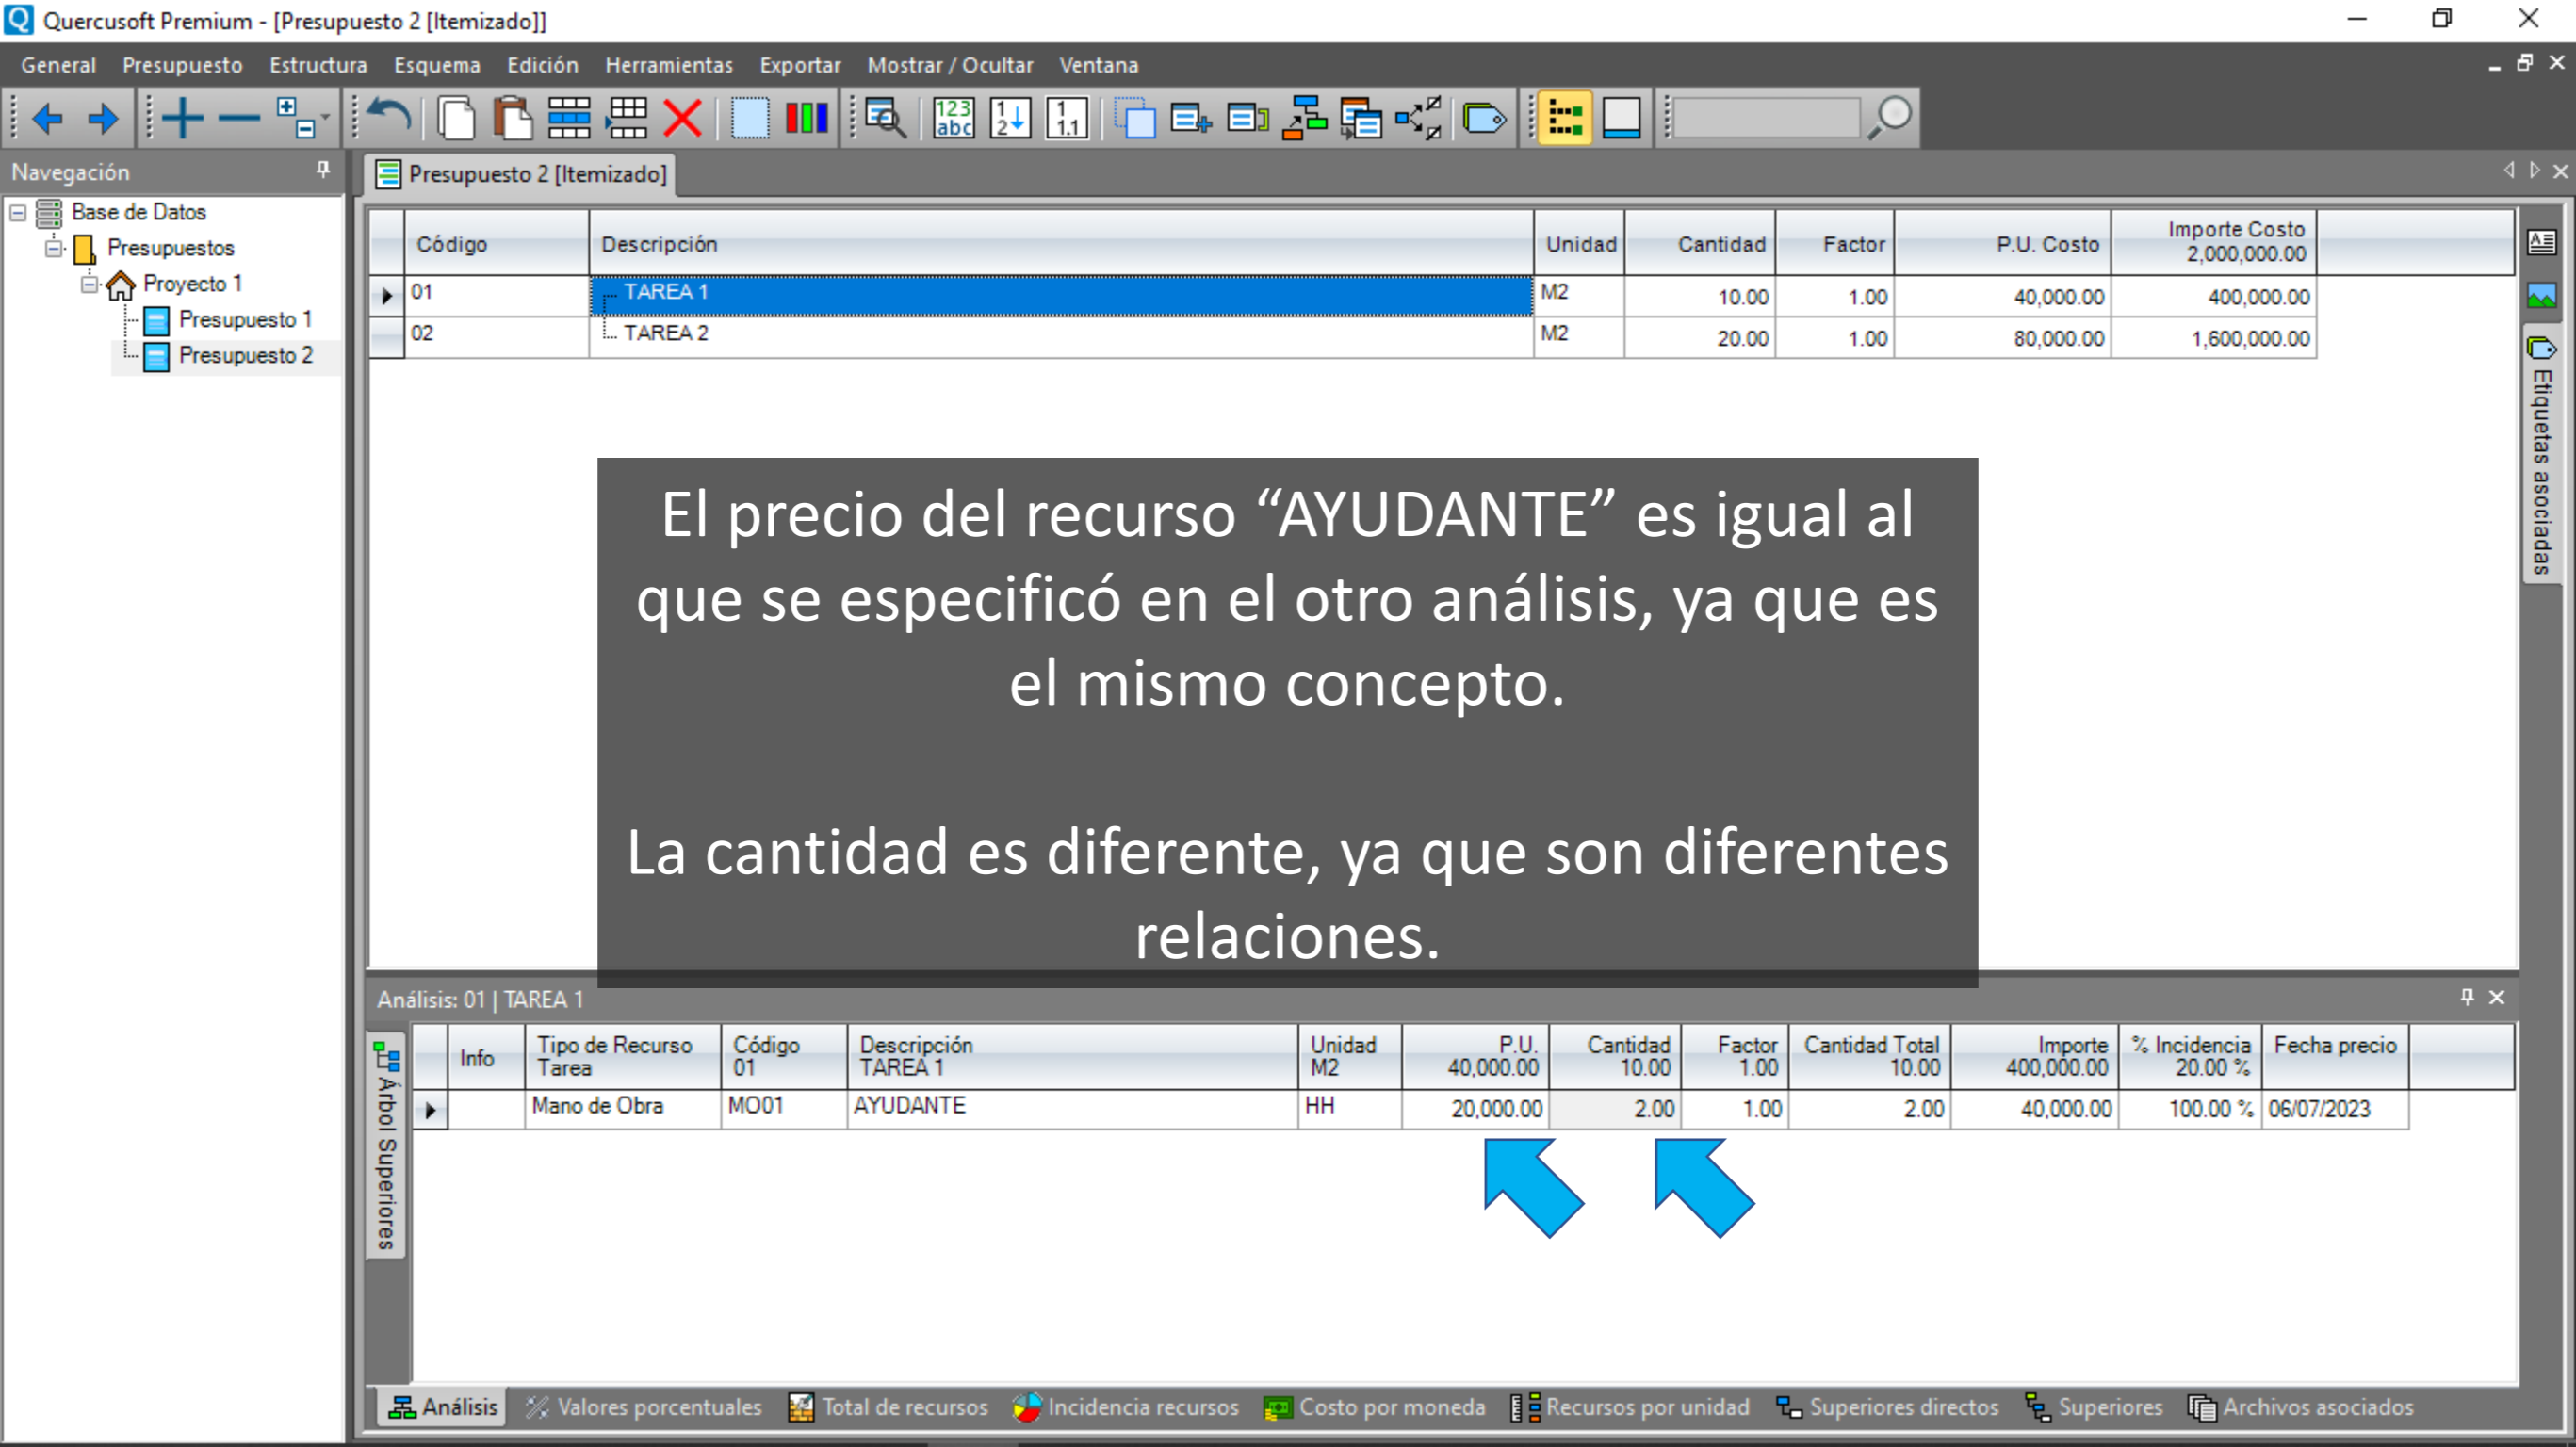 Quercusoft Premium - [Presupuesto 2 [Itemizado]]
General Presupuesto Estructura Esquema Edición Herramientas Exportar Mostrar / Ocultar Ventana
123
abc
1
2
1
1.1
Navegación
Presupuesto 2 [Itemizado]
Base de Datos
Presupuestos
Proyecto 1
Presupuesto 1
Presupuesto 2
Código Descripción Unidad Cantidad Factor P.U. Costo Importe Costo
2,000,000.00
01 TAREA 1 M2 10.00 1.00 40,000.00 400,000.00
02 TAREA 2 M2 20.00 1.00 80,000.00 1,600,000.00
Etiquetas asociadas
El precio del recurso “AYUDANTE” es igual al
que se especificó en el otro análisis, ya que es
el mismo concepto.
La cantidad es diferente, ya que son diferentes
relaciones.
Análisis: 01 | TAREA 1
Árbol Superiores
Info Tipo de Recurso Código Descripción Unidad P.U. Cantidad Factor Cantidad Total Importe % Incidencia Fecha precio
Tarea 01 TAREA 1 M2 40,000.00 10.00 1.00 10.00 400,000.00 20.00 %
Mano de Obra MO01 AYUDANTE HH 20,000.00 2.00 1.00 2.00 40,000.00 100.00 % 06/07/2023
Análisis Valores porcentuales Total de recursos Incidencia recursos Costo por moneda Recursos por unidad Superiores directos Superiores Archivos asociados